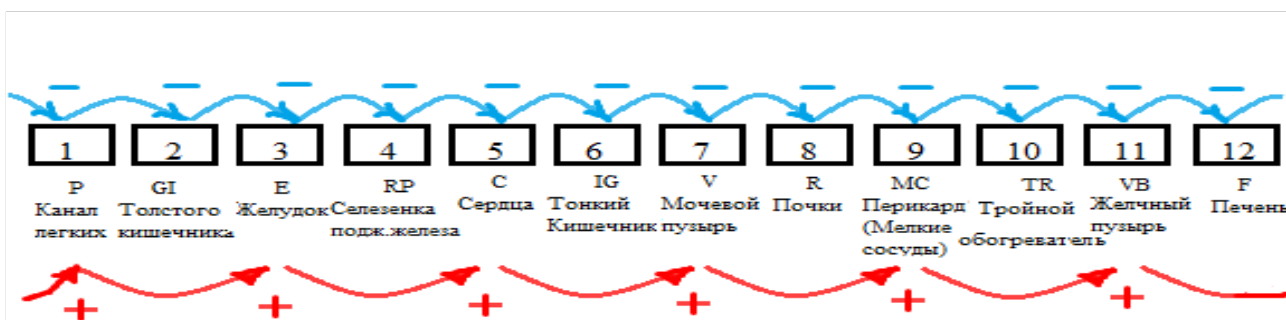 − − − − − − − − − − − −
1 2 3 4 5 6 7 8 9 10 11 12
P GI E RP C IG V R MC TR VB F
Канал Толстого Желудок Селезенка Сердца Тонкий Мочевой Почки Перикард Тройной Желчный Печень
легких кишечника подж.железа Кишечник пузырь (Мелкие обогреватель пузырь
сосуды)
+ + + + + +